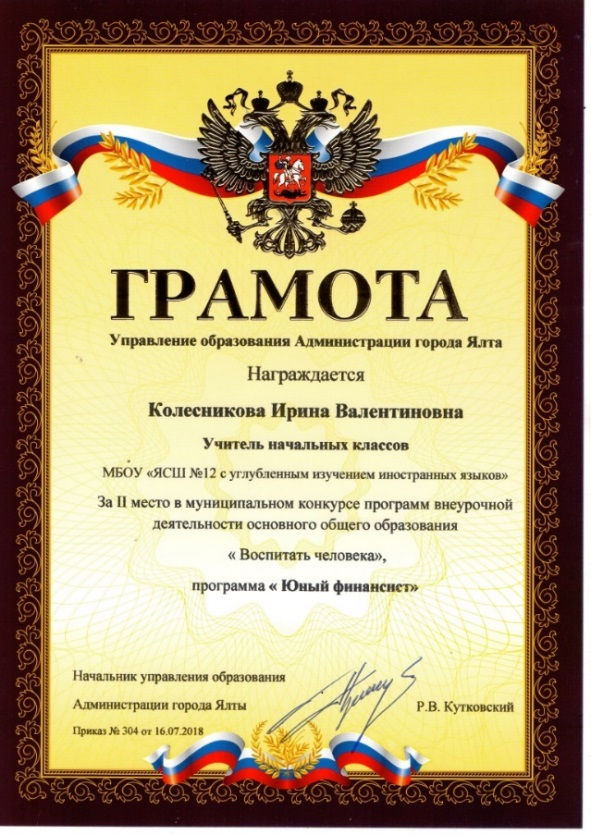 ГРАМОТА
Управление образования Администрации города Ялта
Награждается
Колесникова Ирина Валентиновна
Учитель начальных классов
МБОУ «ЯСШ №12 с углубленным изучением иностранных языков»
За II место в муниципальном конкурсе программ внеурочной
деятельности основного общего образования
« Воспитать человека»,
программа « Юный финансист»
Начальник управления образования
Администрации города Ялты
Р.В. Кутковский
Приказ № 304 от 16.07.2018